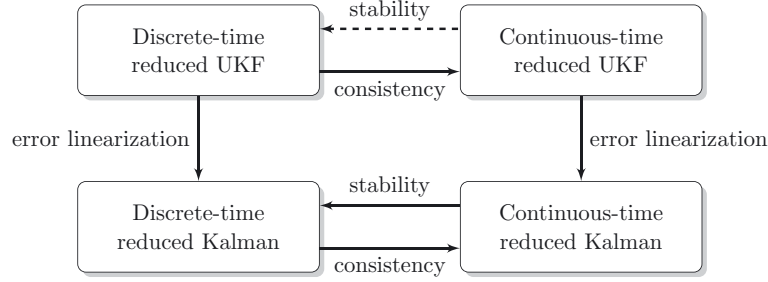 stability
Discrete-time
reduced UKF
Continuous-time
reduced UKF
consistency
error linearization
error linearization
stability
Discrete-time
reduced Kalman
Continuous-time
reduced Kalman
consistency